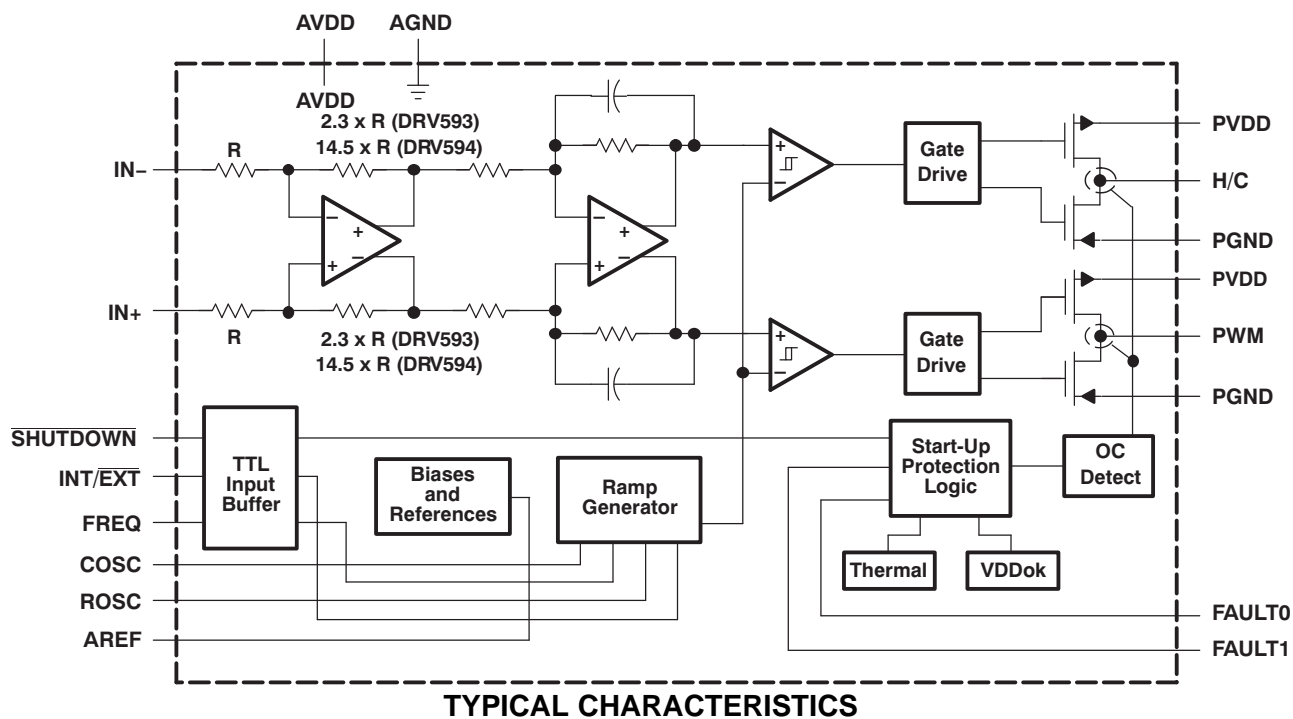 AVDD AGND
AVDD
2.3 x R (DRV593)
14.5 x R (DRV594)
R
IN−
− + + −
− + + −
+ −
Gate
Drive
PVDD
H/C
PGND
IN+
R
2.3 x R (DRV593)
14.5 x R (DRV594)
+ −
Gate
Drive
PVDD
PWM
PGND
SHUTDOWN
INT/EXT
FREQ
COSC
ROSC
AREF
TTL
Input
Buffer
Biases
and
References
Ramp
Generator
Start-Up
Protection
Logic
OC
Detect
Thermal
VDDok
FAULT0
FAULT1
TYPICAL CHARACTERISTICS